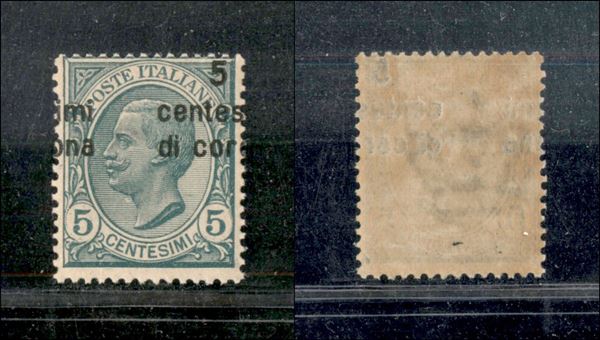 POSTE ITALIANE
5
imi centes
ona di cor
5 5
CENTESIMI